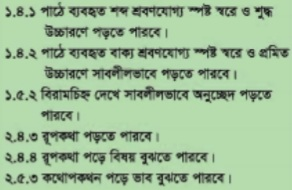 ১.৪.১ পাঠে ব্যবহৃত শব্দ শ্রবণযোগ্য স্পষ্ট স্বরে ও শুদ্ধ
উচ্চারণে পড়তে পারবে।
১.৪.২ পাঠে ব্যবহৃত বাক্য শ্রবণযোগ্য স্পষ্ট স্বরে ও প্রমিত
উচ্চারণে সাবলীলভাবে পড়তে পারবে।
১.৫.২ বিরামচিহ্ন দেখে সাবলীলভাবে অনুচ্ছেদ পড়তে
পারবে।
২.৪.৩ রূপকথা পড়তে পারবে।
২.৪.৪ রূপকথা পড়ে বিষয় বুঝতে পারবে।
২.৫.৩ কথোপকথন পড়ে ভাব বুঝতে পারবে।